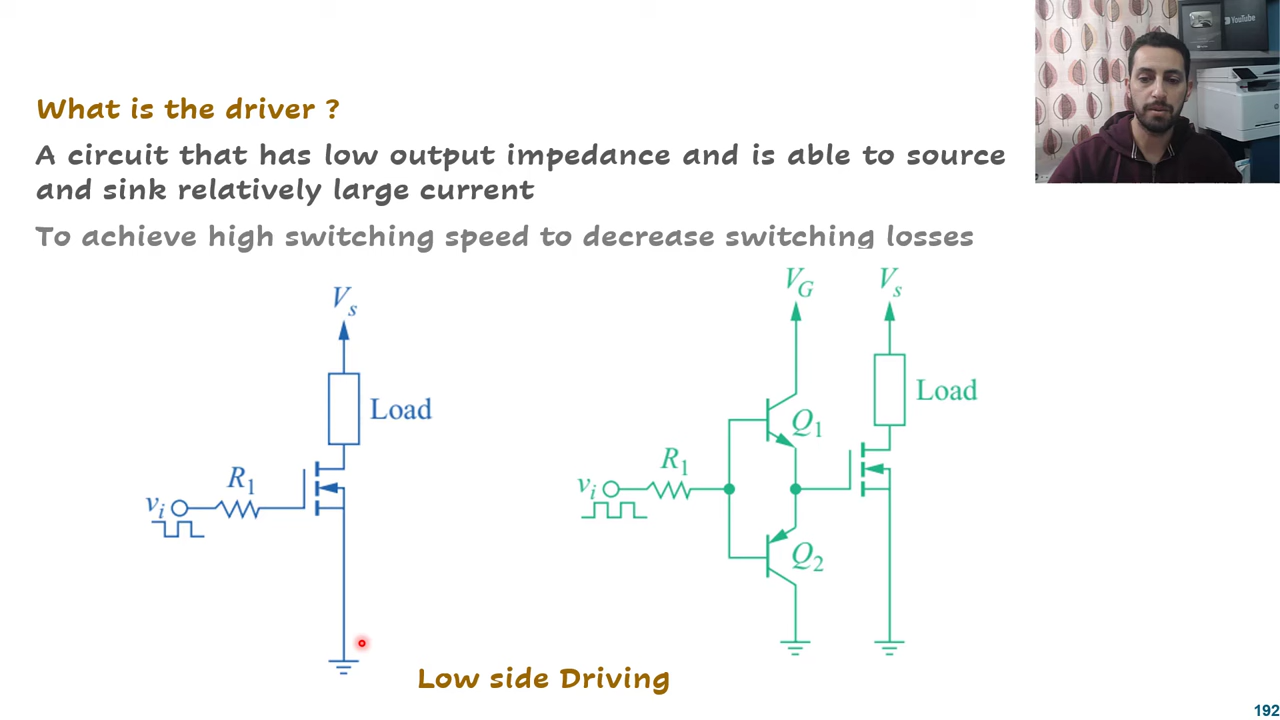 YouTube
What is the driver ?
A circuit that has low output impedance and is able to source
and sink relatively large current
To achieve high switching speed to decrease switching losses
Vs
Load
R1
vi
VG
Vs
Q1
Load
R1
vi
Q2
Low side Driving
192